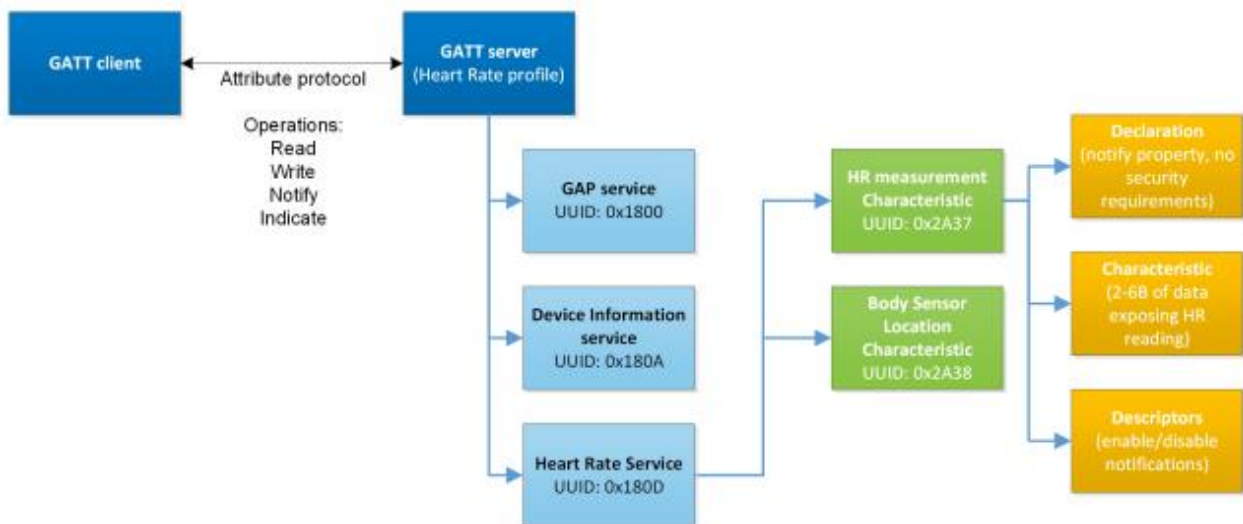 GATT client
Attribute protocol
Operations:
Read
Write
Notify
Indicate
GATT server
(Heart Rate profile)
GAP service
UUID: 0x1800
Device Information
service
UUID: 0x180A
Heart Rate Service
UUID: 0x180D
HR measurement
Characteristic
UUID: 0x2A37
Body Sensor
Location
Characteristic
UUID: 0x2A38
Declaration
(notify property, no
security
requirements)
Characteristic
(2-6B of data
exposing HR
reading)
Descriptors
(enable/disable
notifications)